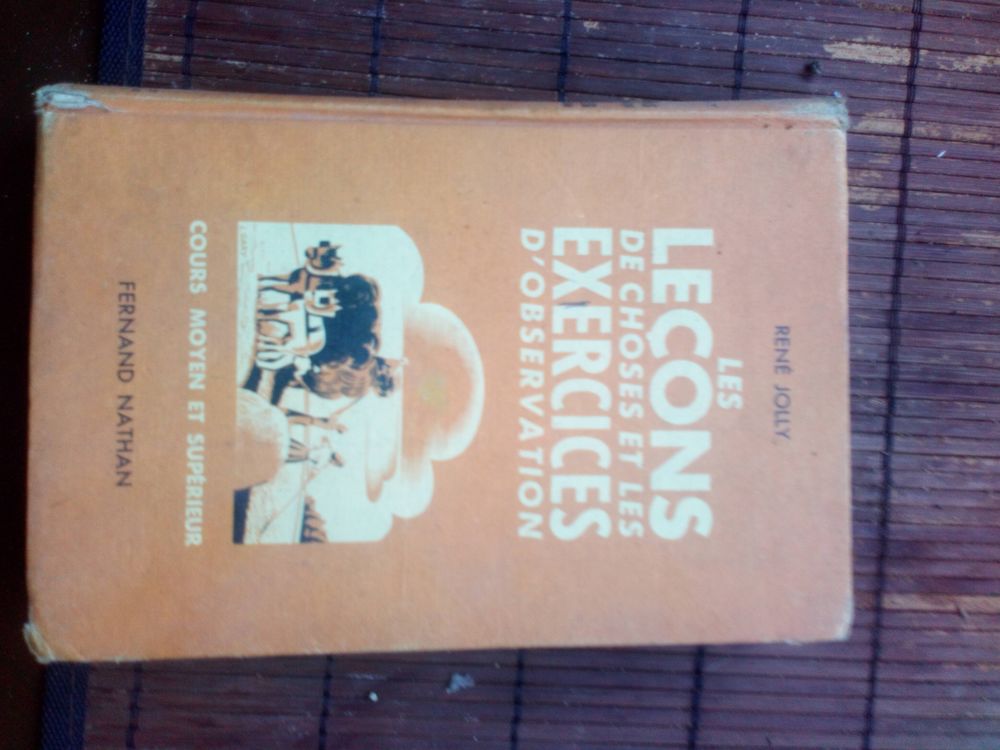 RENÉ JOLLY
LES
LEÇONS
DE CHOSES ET LES
EXERCICES
D'OBSERVATION
COURS MOYEN ET SUPÉRIEUR
FERNAND NATHAN